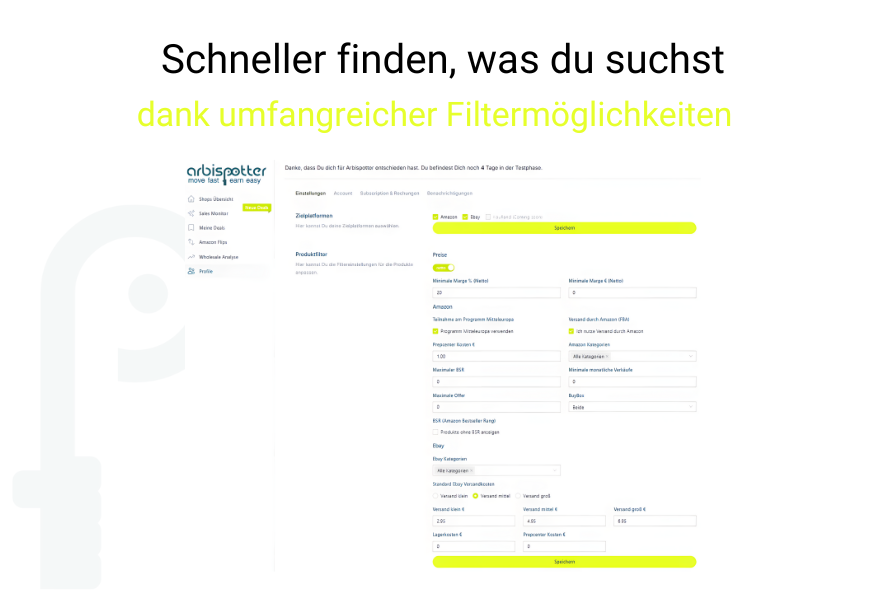 Schneller finden, was du suchst
dank umfangreicher Filtermöglichkeiten
arbispotter
move fast earn easy
Danke, dass Du dich für Arbispotter entschieden hast. Du befindest Dich noch 4 Tage in der Testphase.
Einstellungen Account Subscription & Rechnungen Benachrichtigungen
Shops Übersicht
Sales Monitor
Meine Deals
Amazon Flips
Wholesale Analyse
Profile
Zielplatformen
Hier kannst Du deine Zielplatformen auswählen.
Amazon Ebay
Speichern
Produktfilter
Hier kannst Du die Filtereinstellungen für die Produkte
anpassen.
Preise
Minimale Marge % (Netto) Minimale Marge € (Netto)
20 0
Amazon
Teilnahme am Programm Mitteleuropa Versand durch Amazon (FBA)
Programm Mitteleuropa verwenden Ich nutze Versand durch Amazon
Prepcenter Kosten € Amazon Kategorien
1.00 Alle Kategorien ×
Maximaler BSR Minimale monatliche Verkäufe
0 0
Maximale Offer BuyBox
0 Beide
BSR (Amazon Bestseller Rang)
Produkte ohne BSR anzeigen
Ebay
Ebay Kategorien
Alle Kategorien ×
Standard Ebay Versandkosten
Versand klein Versand mittel Versand groß
Versand klein € Versand mittel € Versand groß €
2.95 4.95
Lagerkosten € Prepcenter Kosten €
0 0
Speichern